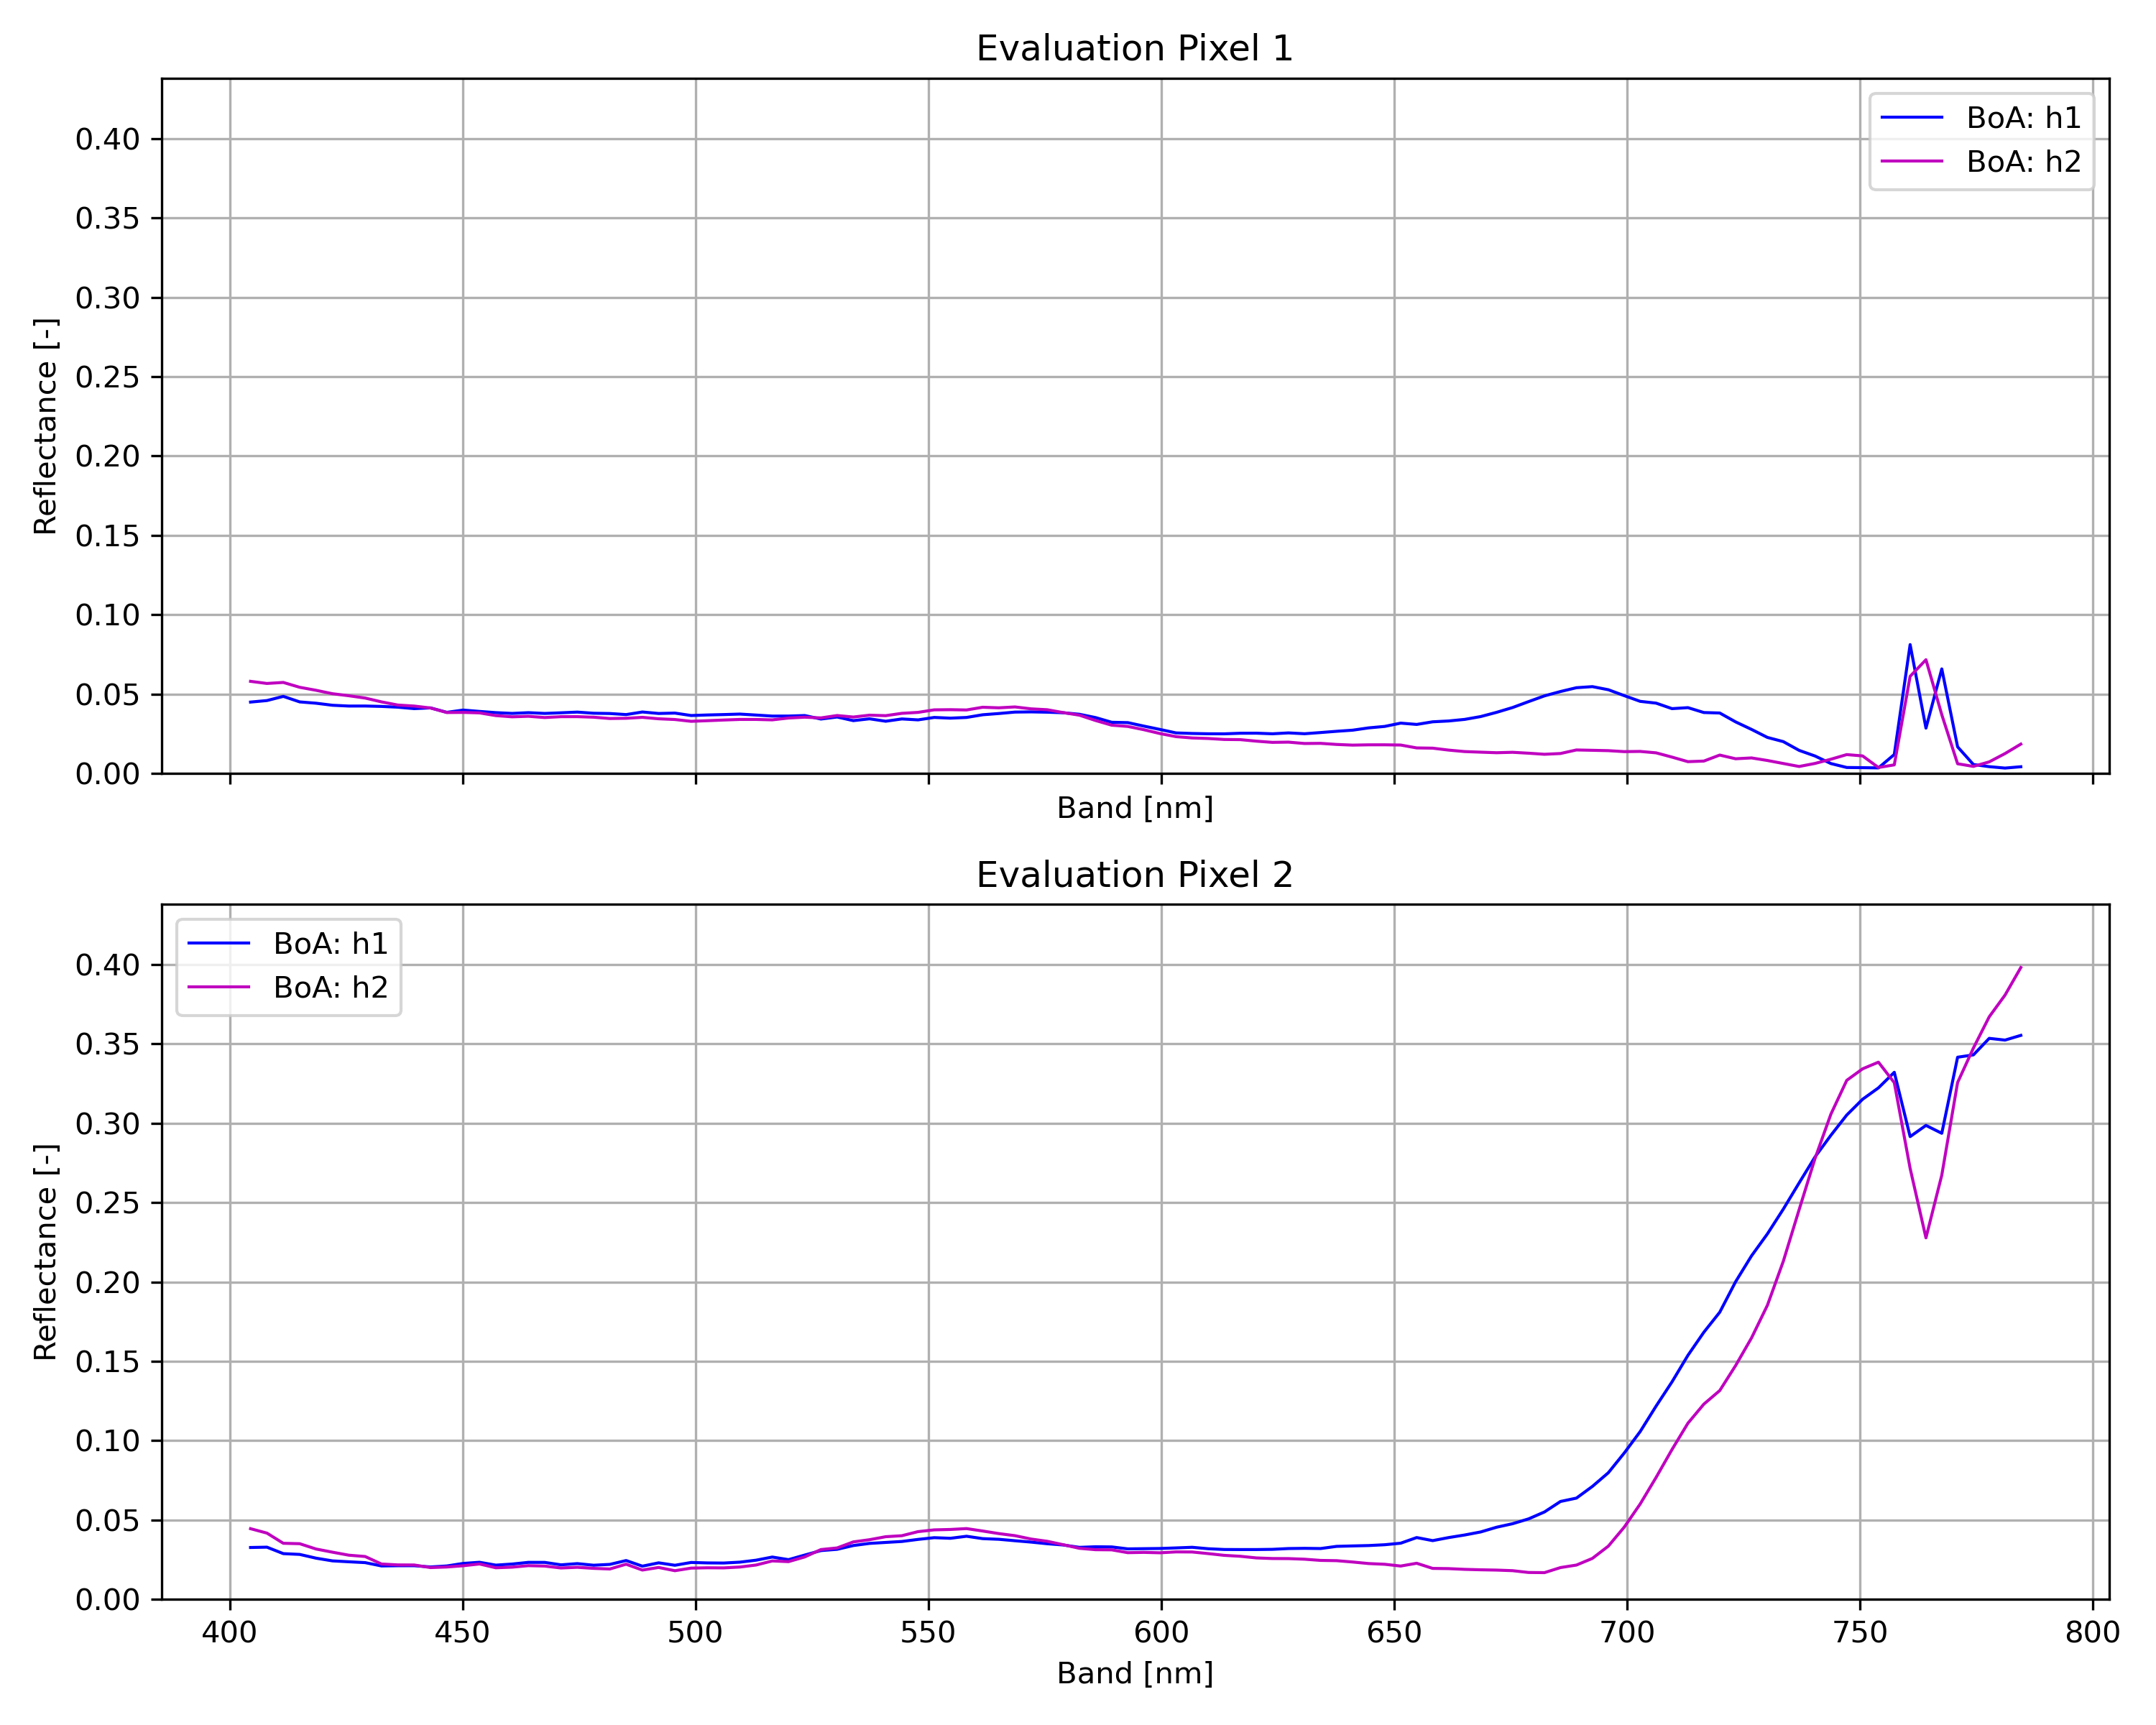 Evaluation Pixel 1
BoA: h1
BoA: h2
0.40
0.35
0.30
0.25
0.20
0.15
0.10
0.05
0.00
Reflectance [-]
Band [nm]
Evaluation Pixel 2
BoA: h1
BoA: h2
0.40
0.35
0.30
0.25
0.20
0.15
0.10
0.05
0.00
Reflectance [-]
400 450 500 550 600 650 700 750 800
Band [nm]